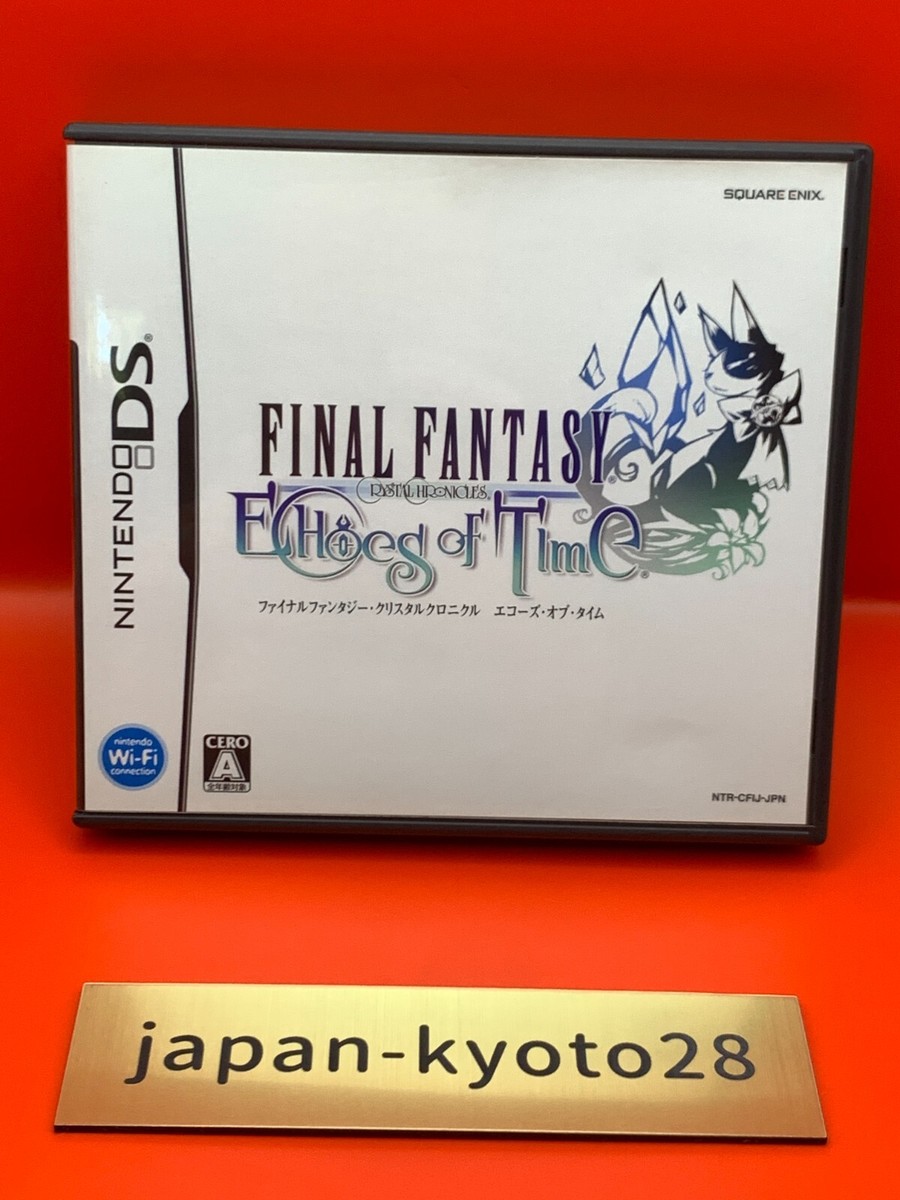 SQUARE ENIX.
NINTENDO DS®
FINAL FANTASY®
CRYSTAL CHRONICLES®
ECHOES OF TIME®
ファイナルファンタジー・クリスタルクロニクル エコーズ・オブ・タイム
nintendo
Wi-Fi
connection
CERO
A
全年齢対象
NTR-CFIJ-JPN
japan-kyoto28